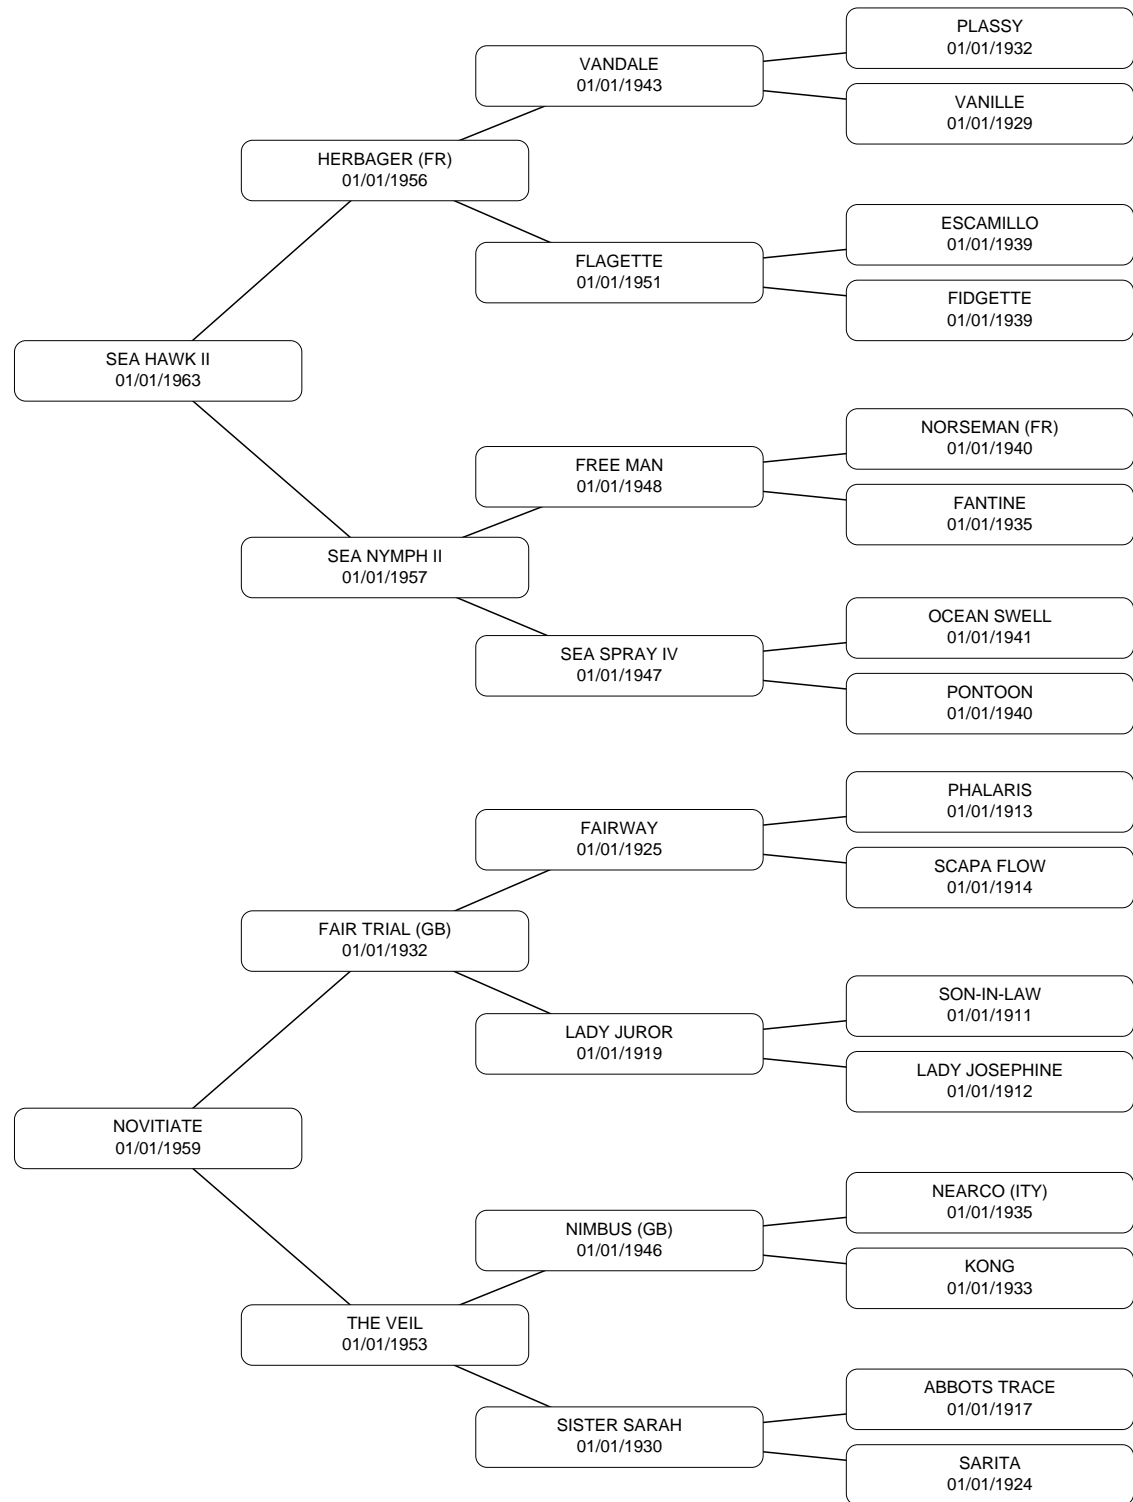 PLASSY
01/01/1932
VANDALE
01/01/1943
VANILLE
01/01/1929
HERBAGER (FR)
01/01/1956
ESCAMILLO
01/01/1939
FLAGETTE
01/01/1951
FIDGETTE
01/01/1939
SEA HAWK II
01/01/1963
NORSEMAN (FR)
01/01/1940
FREE MAN
01/01/1948
FANTINE
01/01/1935
SEA NYMPH II
01/01/1957
OCEAN SWELL
01/01/1941
SEA SPRAY IV
01/01/1947
PONTOON
01/01/1940
PHALARIS
01/01/1913
FAIRWAY
01/01/1925
SCAPA FLOW
01/01/1914
FAIR TRIAL (GB)
01/01/1932
SON-IN-LAW
01/01/1911
LADY JUROR
01/01/1919
LADY JOSEPHINE
01/01/1912
NOVITIATE
01/01/1959
NEARCO (ITY)
01/01/1935
NIMBUS (GB)
01/01/1946
KONG
01/01/1933
THE VEIL
01/01/1953
ABBOTS TRACE
01/01/1917
SISTER SARAH
01/01/1930
SARITA
01/01/1924